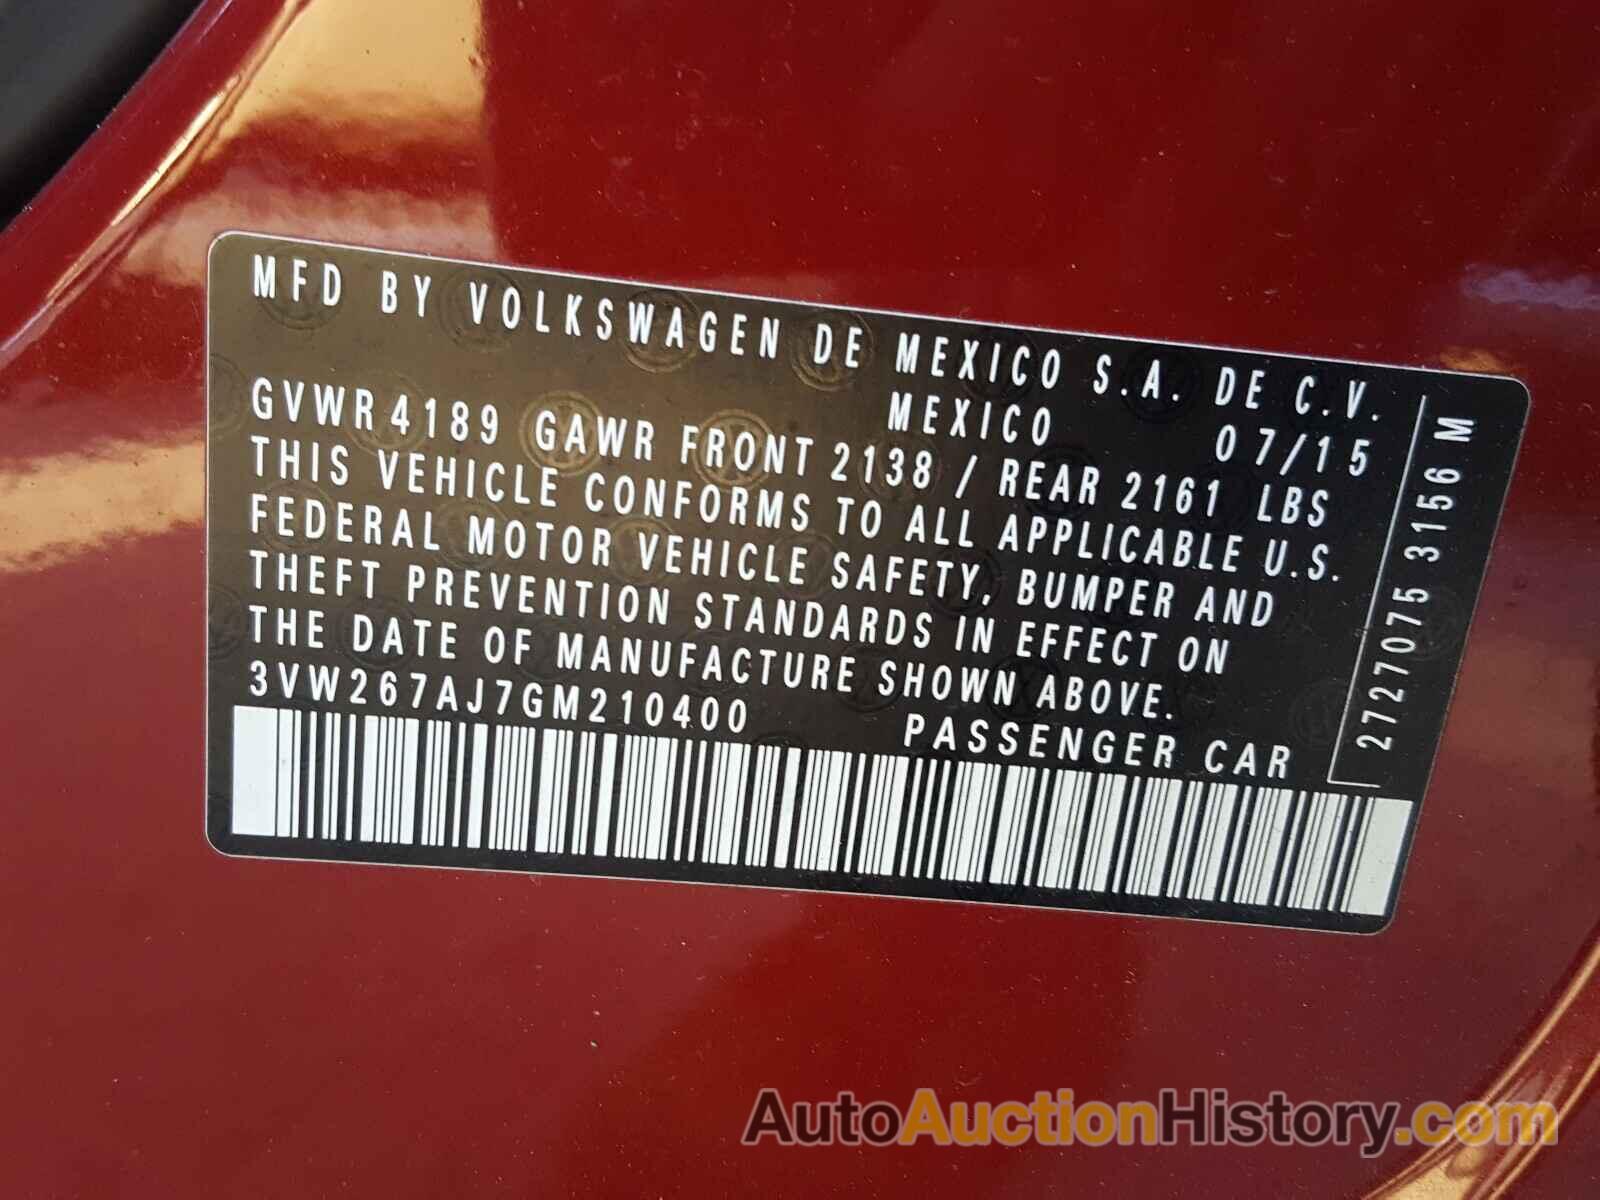 MFD BY VOLKSWAGEN DE MEXICO S.A. DE C.V.
MEXICO 07/15
GVWR 4189 GAWR FRONT 2138 / REAR 2161 LBS
THIS VEHICLE CONFORMS TO ALL APPLICABLE U.S.
FEDERAL MOTOR VEHICLE SAFETY, BUMPER AND
THEFT PREVENTION STANDARDS IN EFFECT ON
THE DATE OF MANUFACTURE SHOWN ABOVE.
3VW267AJ7GM210400 PASSENGER CAR
2727075 3156 M
AutoAuctionHistory.com